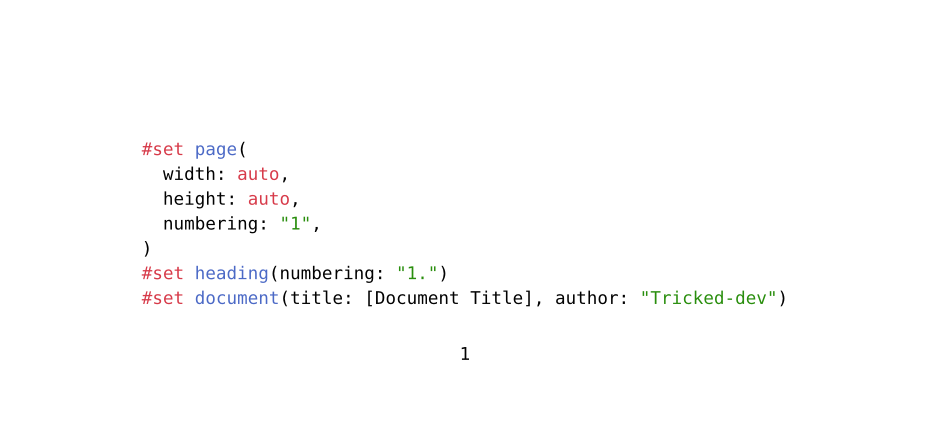 #set page(
  width: auto,
  height: auto,
  numbering: "1",
)
#set heading(numbering: "1.")
#set document(title: [Document Title], author: "Tricked-dev")
1